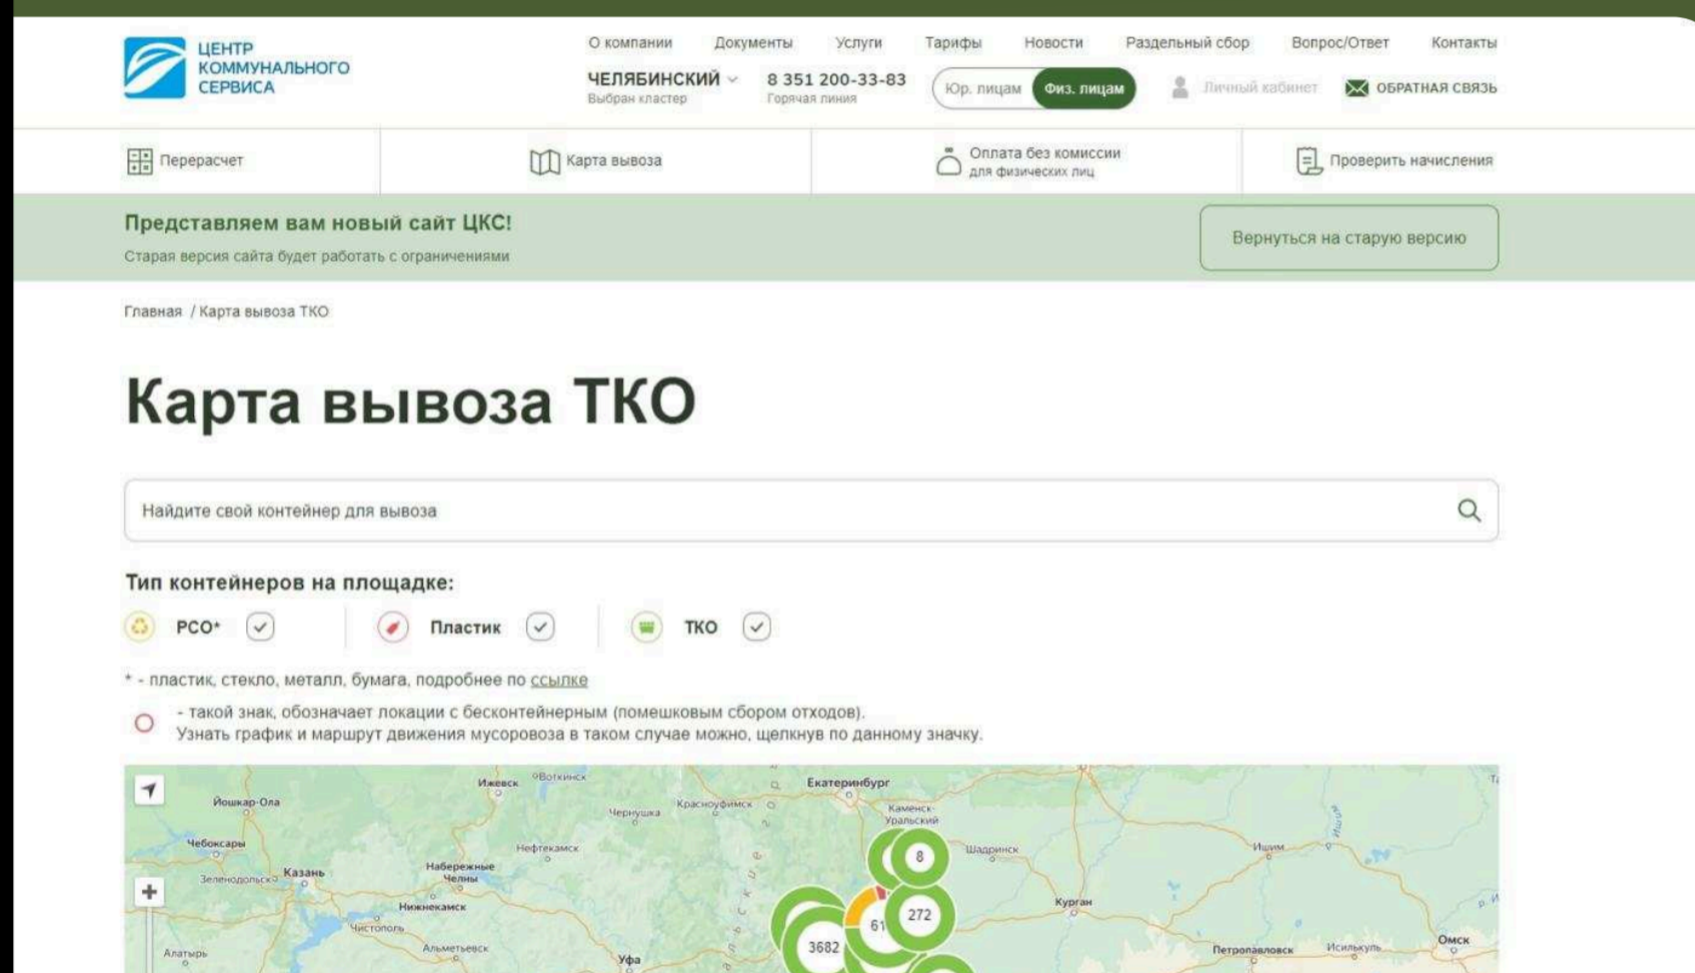 ЦЕНТР
КОММУНАЛЬНОГО
СЕРВИСА
О компании Документы Услуги Тарифы Новости Раздельный сбор Вопрос/Ответ Контакты
ЧЕЛЯБИНСКИЙ
Выбран кластер
8 351 200-33-83
Горячая линия
Юр. лицам Физ. лицам
Личный кабинет
ОБРАТНАЯ СВЯЗЬ
Перерасчет
Карта вывоза
Оплата без комиссии
для физических лиц
Проверить начисления
Представляем вам новый сайт ЦКС!
Старая версия сайта будет работать с ограничениями
Вернуться на старую версию
Главная / Карта вывоза ТКО
Карта вывоза ТКО
Найдите свой контейнер для вывоза
Тип контейнеров на площадке:
РСО* Пластик ТКО
* - пластик, стекло, металл, бумага, подробнее по ссылке
- такой знак, обозначает локации с бесконтейнерным (помешковым сбором отходов).
Узнать график и маршрут движения мусоровоза в таком случае можно, щелкнув по данному значку.
Ижевск
Воткинск
Екатеринбург
Йошкар-Ола
Чернушка
Красноуфимск
Каменск-
Уральский
Чебоксары
Нефтекамск
8
Шадринск
Ишим
Ишим
Зеленодольск
Казань
Набережные
Челны
Нижнекамск
272
61
Курган
Чистополь
3682
Алатырь
Альметьевск
Уфа
Петропавловск
Исилькуль
Омск